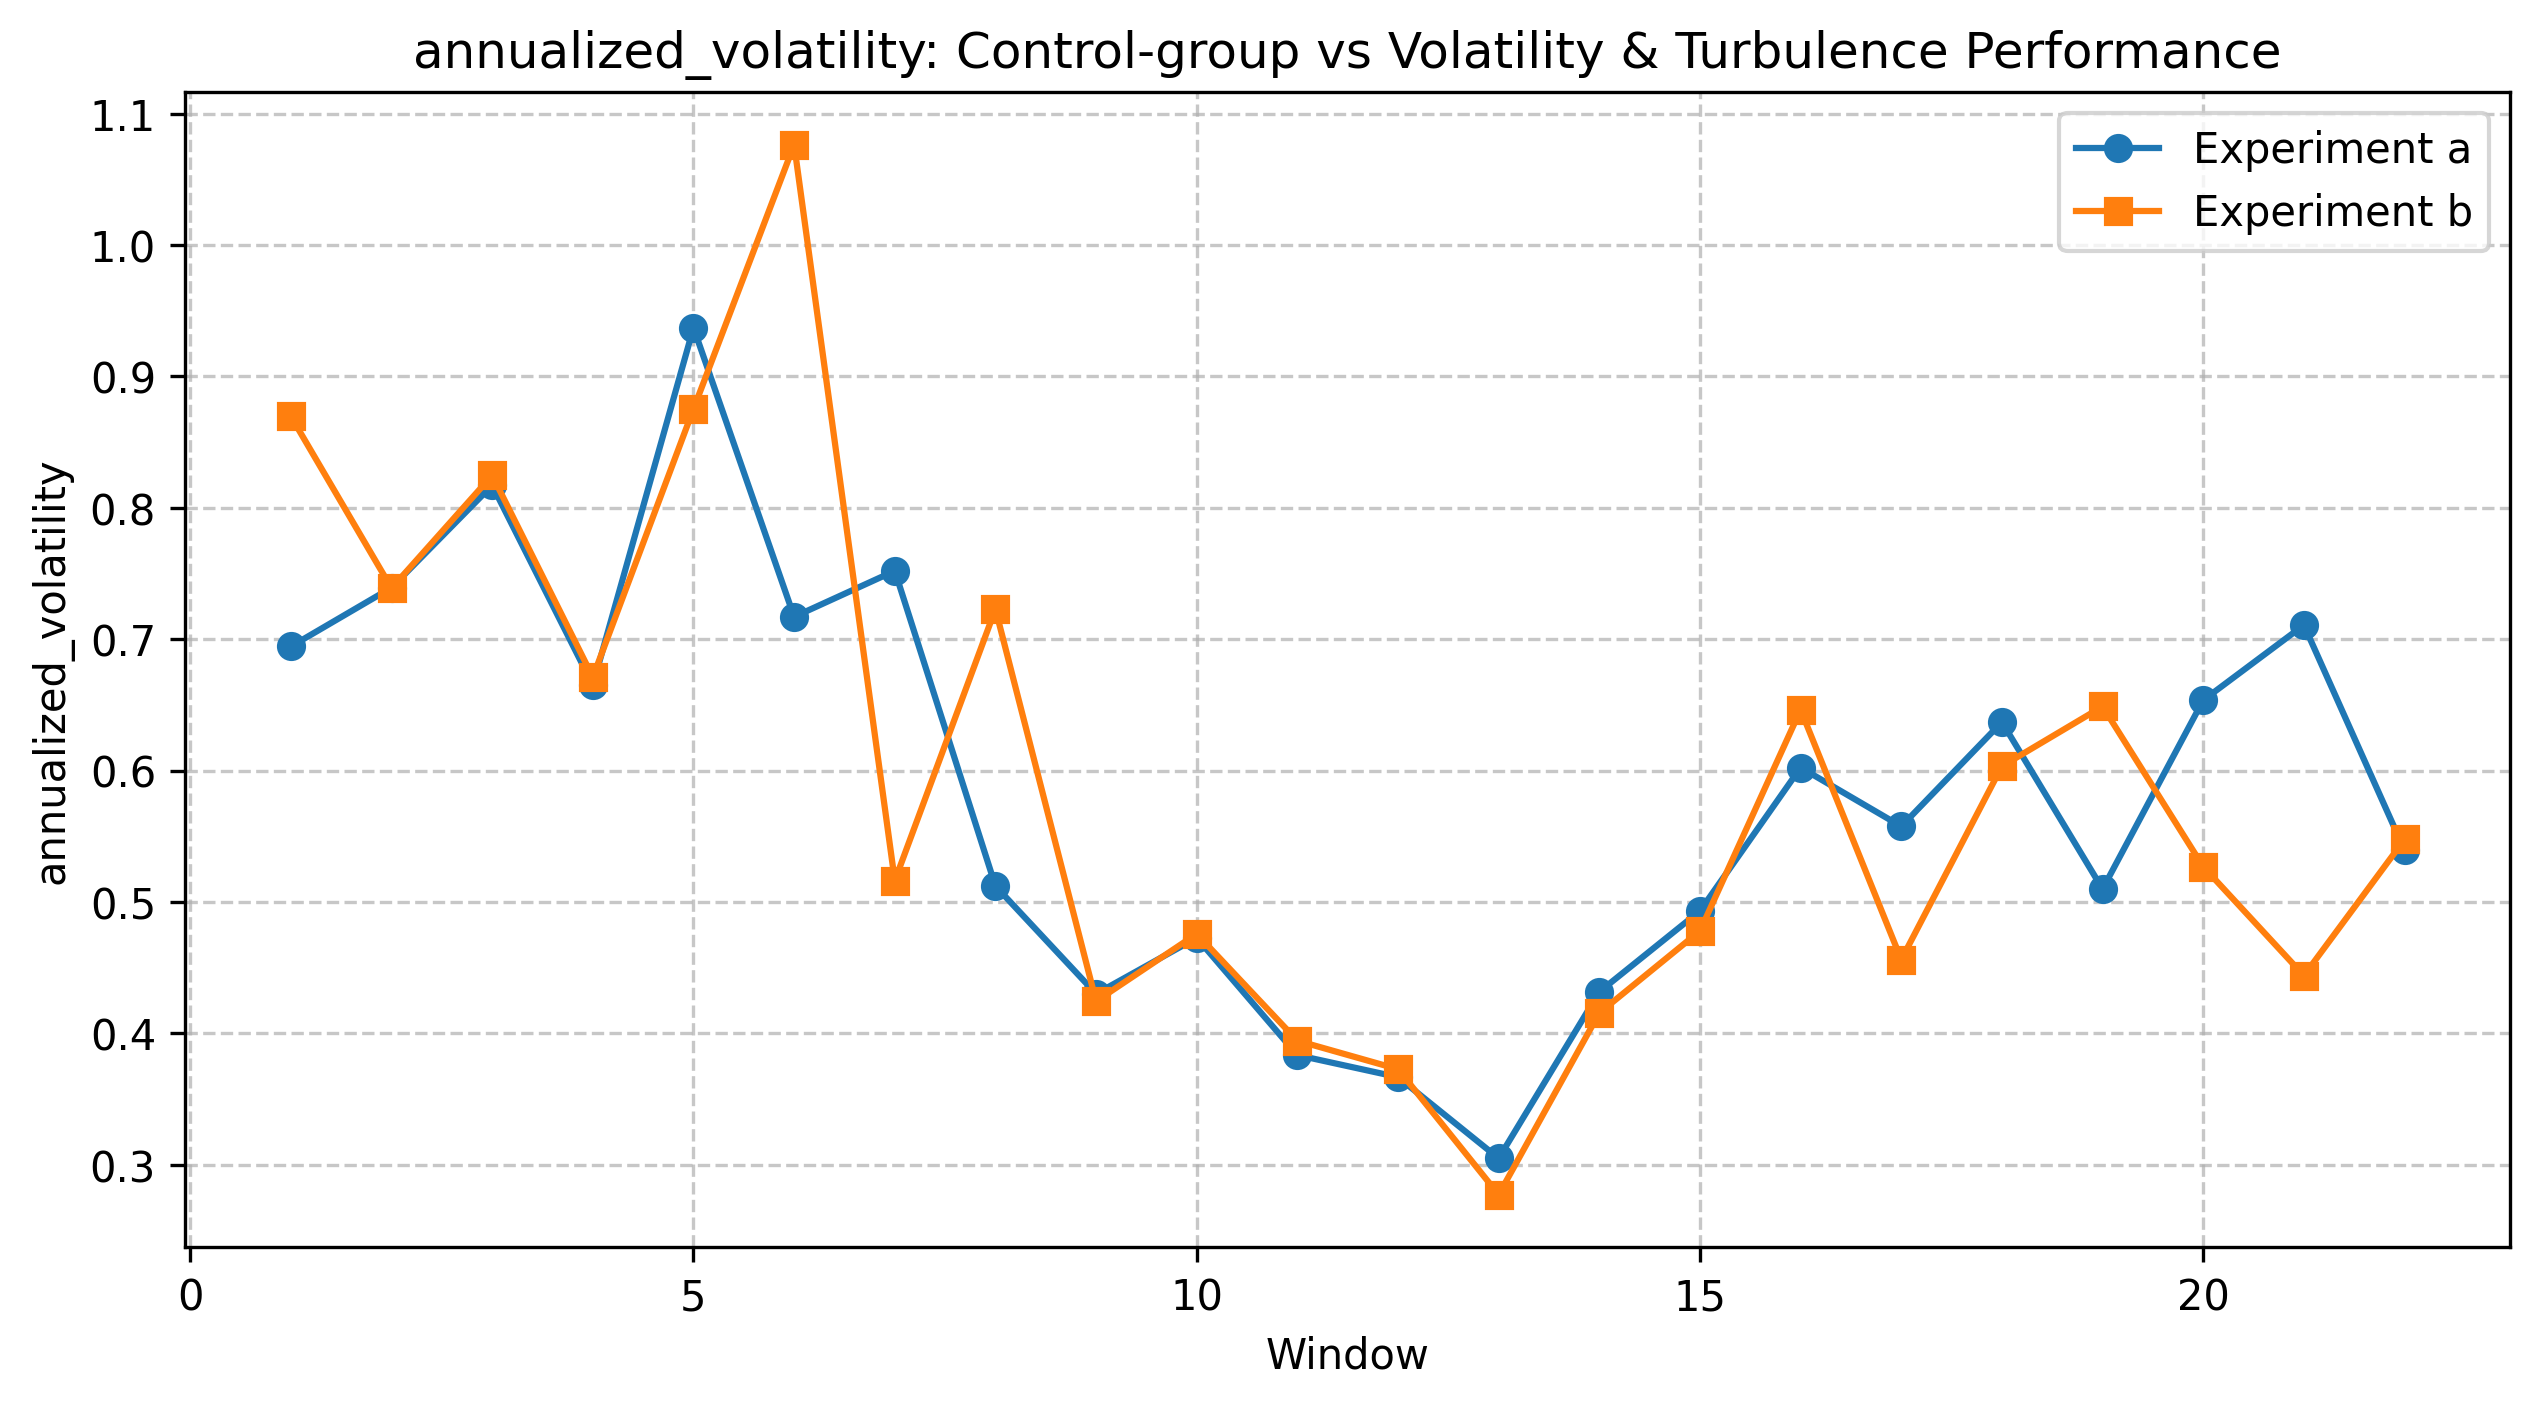 annualized_volatility: Control-group vs Volatility & Turbulence Performance
Experiment a
Experiment b
annualized_volatility
1.1
1.0
0.9
0.8
0.7
0.6
0.5
0.4
0.3
0 5 10 15 20
Window